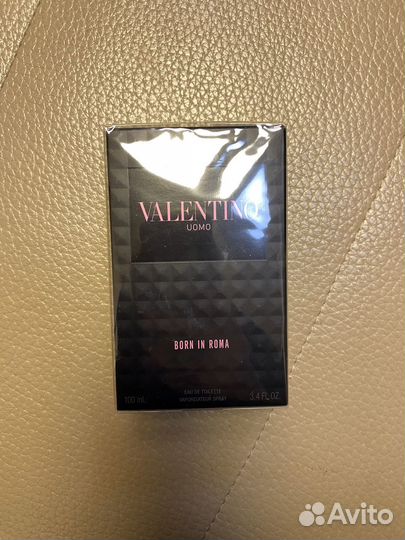 VALENTINO
UOMO
BORN IN ROMA
EAU DE TOILETTE
VAPORISATEUR SPRAY
100 mL
3.4 FL.OZ
Avito